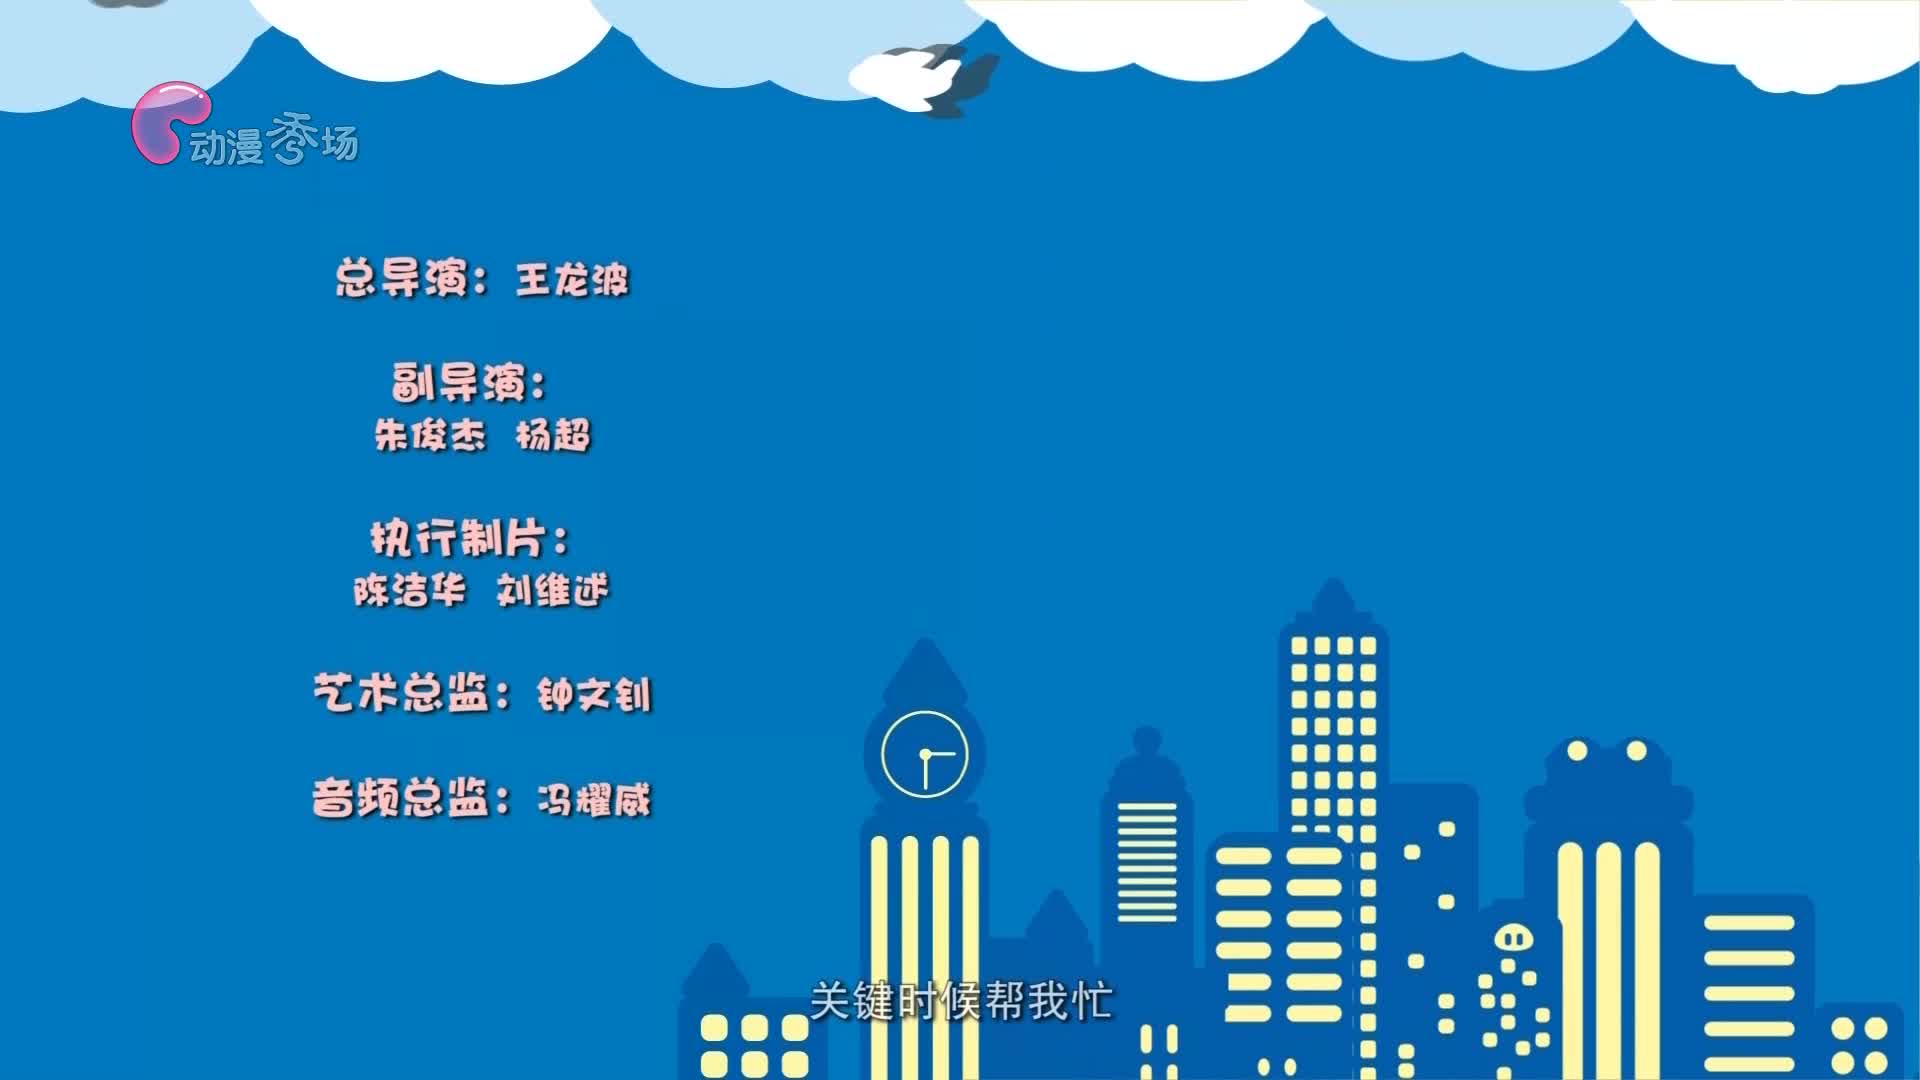 动漫秀场
总导演：王龙波
副导演：
朱俊杰 杨超
执行制片：
陈洁华 刘维述
艺术总监：钟文钊
音频总监：冯耀威
关键时候帮我忙